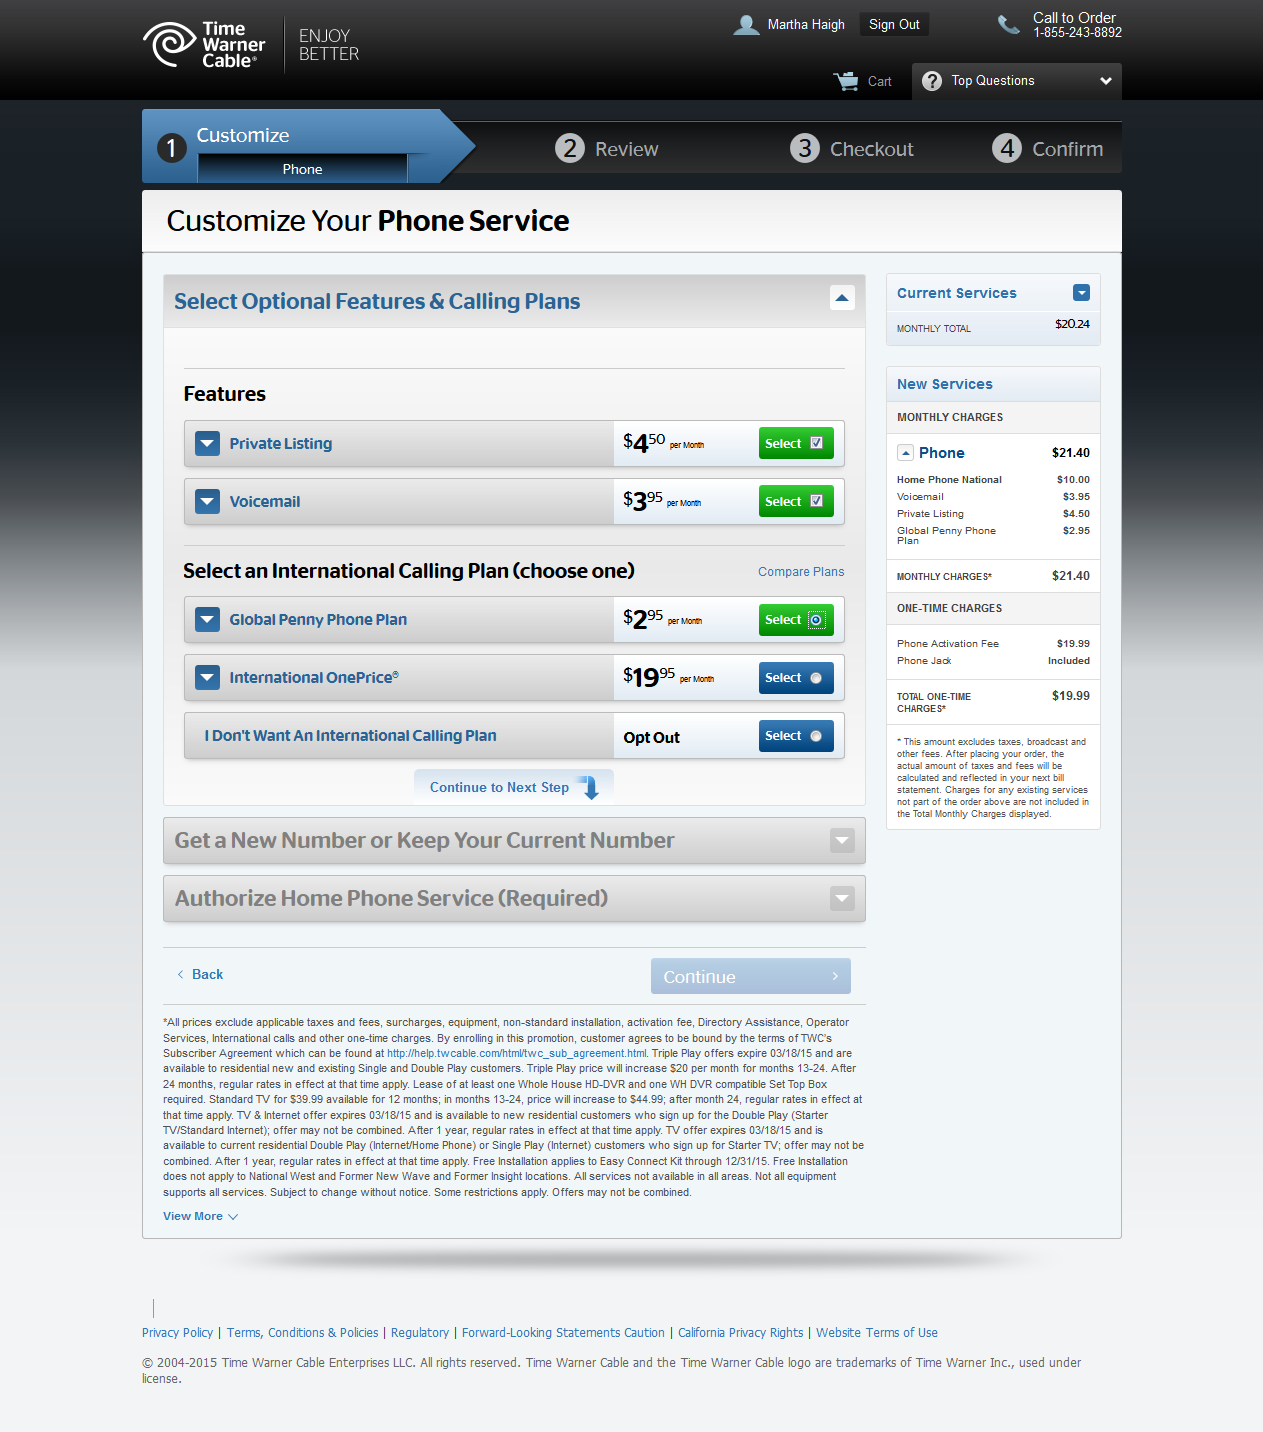 Time Warner Cable®
ENJOY BETTER
Martha Haigh
Sign Out
Call to Order
1-855-243-8892
Cart
Top Questions
1 Customize
Phone
2 Review
3 Checkout
4 Confirm
Customize Your Phone Service
Select Optional Features & Calling Plans
Features
Private Listing
$4.50 per Month
Select
Voicemail
$3.95 per Month
Select
Select an International Calling Plan (choose one)
Compare Plans
Global Penny Phone Plan
$2.95 per Month
Select
International OnePrice®
$19.95 per Month
Select
I Don't Want An International Calling Plan
Opt Out
Select
Continue to Next Step
Get a New Number or Keep Your Current Number
Authorize Home Phone Service (Required)
Back
Continue
*All prices exclude applicable taxes and fees, surcharges, equipment, non-standard installation, activation fee, Directory Assistance, Operator
Services, International calls and other one-time charges. By enrolling in this promotion, customer agrees to be bound by the terms of TWC's
Subscriber Agreement which can be found at http://help.twcable.com/html/twc_sub_agreement.html. Triple Play offers expire 03/18/15 and are
available to residential new and existing Single and Double Play customers. Triple Play price will increase $20 per month for months 13-24. After
24 months, regular rates in effect at that time apply. Lease of at least one Whole House HD-DVR and one WH DVR compatible Set Top Box
required. Standard TV for $39.99 available for 12 months; in months 13-24, price will increase to $44.99; after month 24, regular rates in effect at
that time apply. TV & Internet offer expires 03/18/15 and is available to new residential customers who sign up for the Double Play (Starter
TV/Standard Internet); offer may not be combined. After 1 year, regular rates in effect at that time apply. TV offer expires 03/18/15 and is
available to current residential Double Play (Internet/Home Phone) or Single Play (Internet) customers who sign up for Starter TV; offer may not be
combined. After 1 year, regular rates in effect at that time apply. Free Installation applies to Easy Connect Kit through 12/31/15. Free Installation
does not apply to National West and Former New Wave and Former Insight locations. All services not available in all areas. Not all equipment
supports all services. Subject to change without notice. Some restrictions apply. Offers may not be combined.
View More
Current Services
MONTHLY TOTAL $20.24
New Services
MONTHLY CHARGES
Phone $21.40
Home Phone National $10.00
Voicemail $3.95
Private Listing $4.50
Global Penny Phone Plan $2.95
MONTHLY CHARGES* $21.40
ONE-TIME CHARGES
Phone Activation Fee $19.99
Phone Jack Included
TOTAL ONE-TIME CHARGES* $19.99
* This amount excludes taxes, broadcast and
other fees. After placing your order, the
actual amount of taxes and fees will be
calculated and reflected in your next bill
statement. Charges for any existing services
not part of the order above are not included in
the Total Monthly Charges displayed.
Privacy Policy | Terms, Conditions & Policies | Regulatory | Forward-Looking Statements Caution | California Privacy Rights | Website Terms of Use
© 2004-2015 Time Warner Cable Enterprises LLC. All rights reserved. Time Warner Cable and the Time Warner Cable logo are trademarks of Time Warner Inc., used under
license.